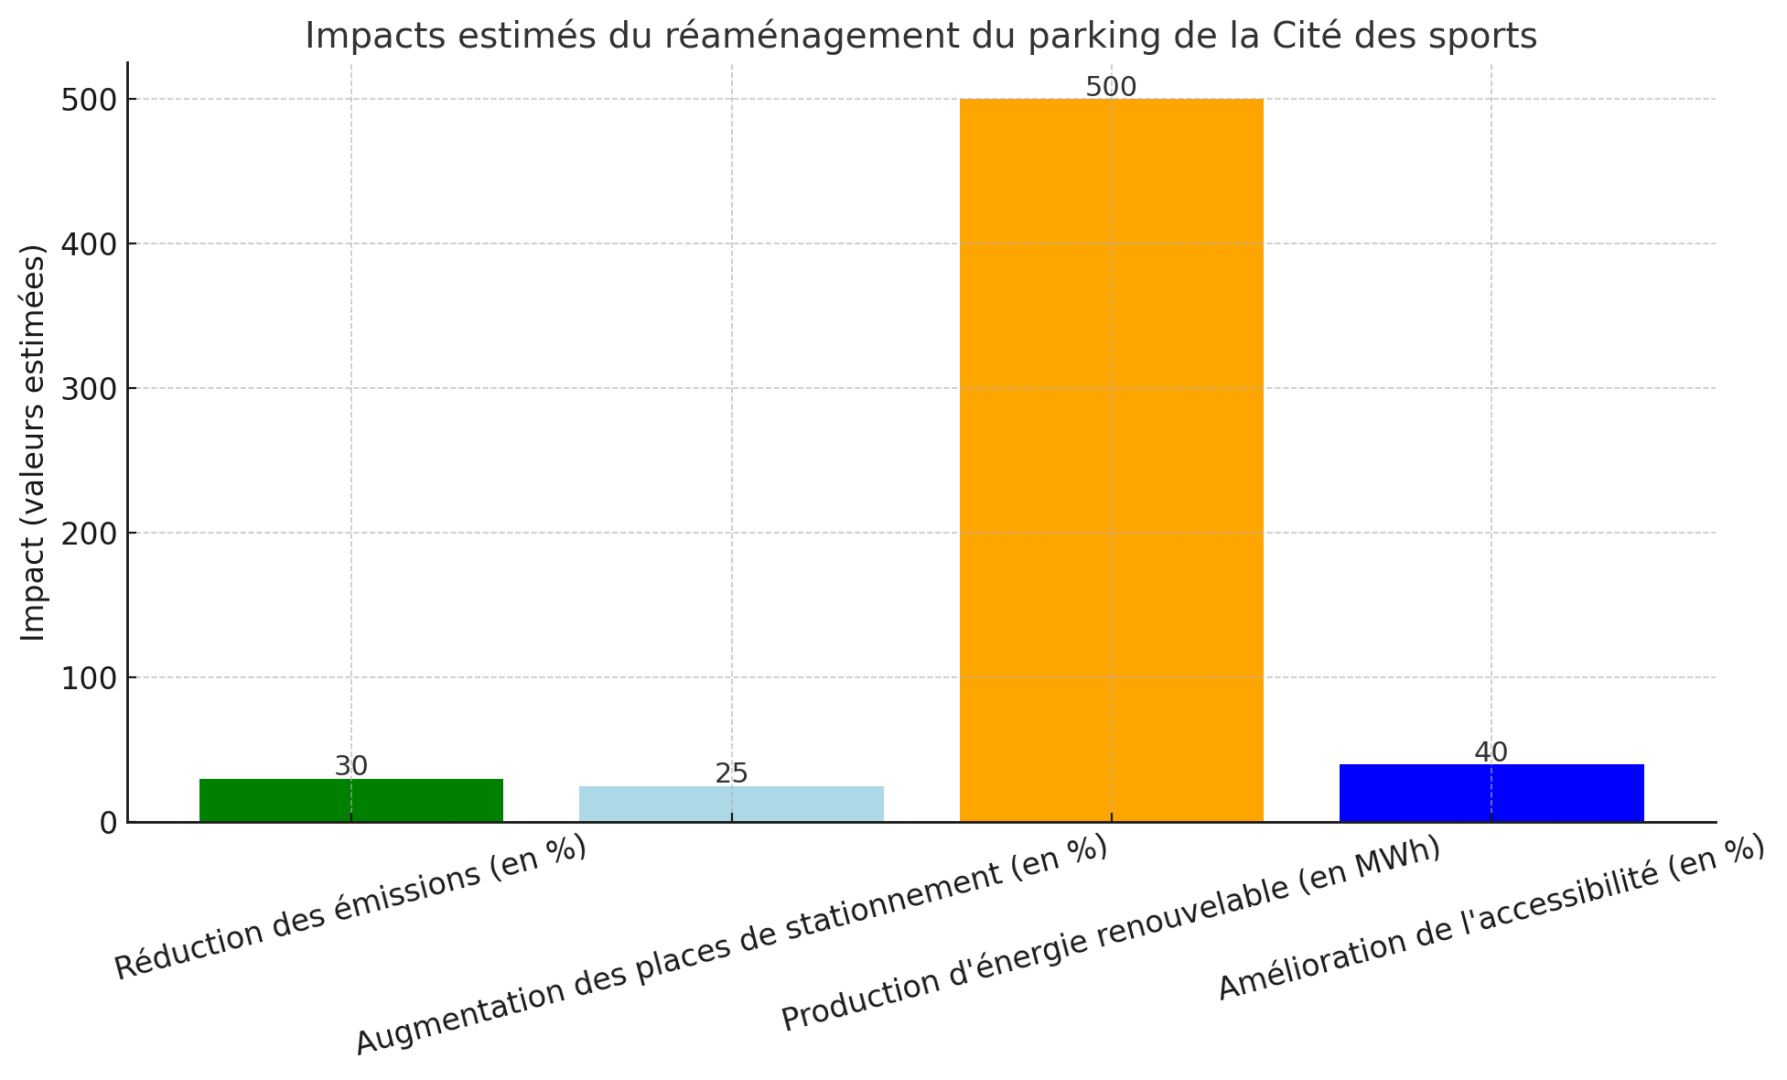 Impacts estimés du réaménagement du parking de la Cité des sports
Impact (valeurs estimées)
500
400
300
200
100
0
30
25
500
40
Réduction des émissions (en %)
Augmentation des places de stationnement (en %)
Production d'énergie renouvelable (en MWh)
Amélioration de l'accessibilité (en %)